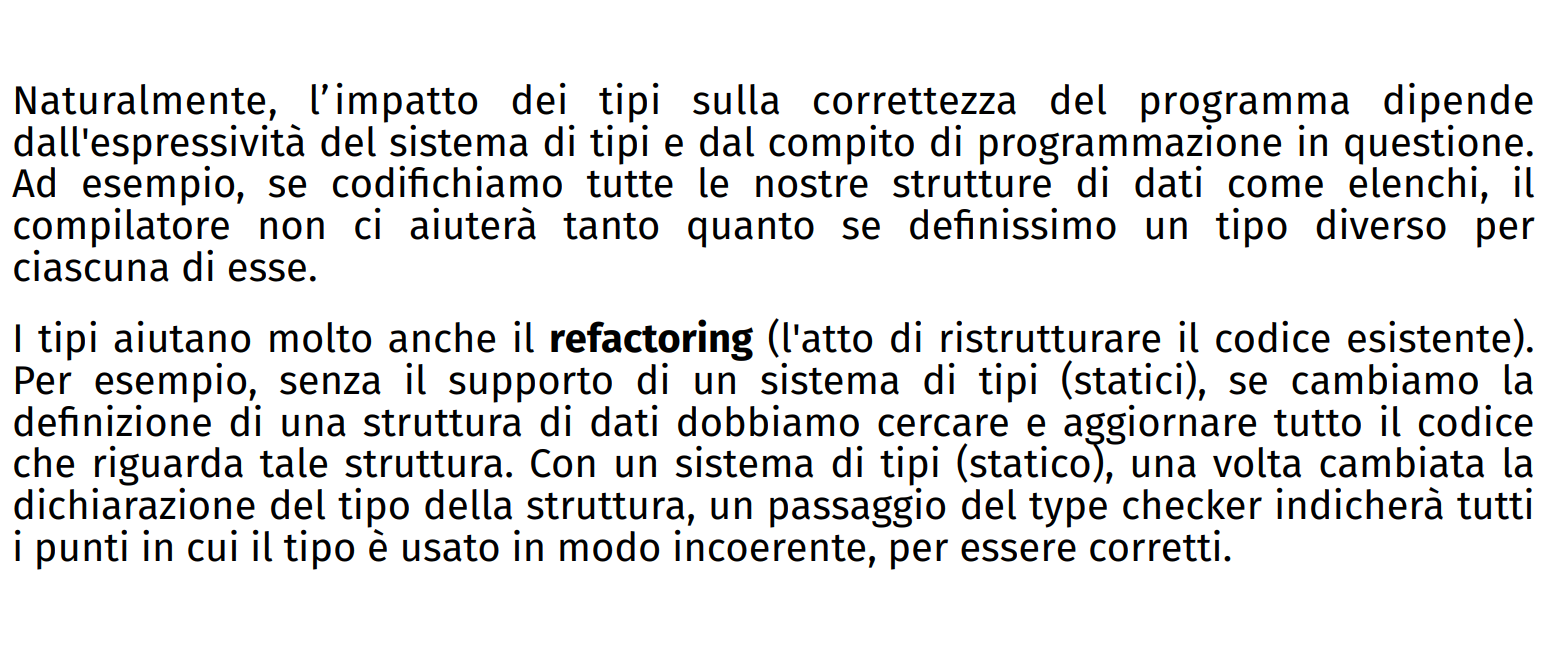 Naturalmente, l’impatto dei tipi sulla correttezza del programma dipende
dall'espressività del sistema di tipi e dal compito di programmazione in questione.
Ad esempio, se codifichiamo tutte le nostre strutture di dati come elenchi, il
compilatore non ci aiuterà tanto quanto se definissimo un tipo diverso per
ciascuna di esse.
I tipi aiutano molto anche il refactoring (l'atto di ristrutturare il codice esistente).
Per esempio, senza il supporto di un sistema di tipi (statici), se cambiamo la
definizione di una struttura di dati dobbiamo cercare e aggiornare tutto il codice
che riguarda tale struttura. Con un sistema di tipi (statico), una volta cambiata la
dichiarazione del tipo della struttura, un passaggio del type checker indicherà tutti
i punti in cui il tipo è usato in modo incoerente, per essere corretti.